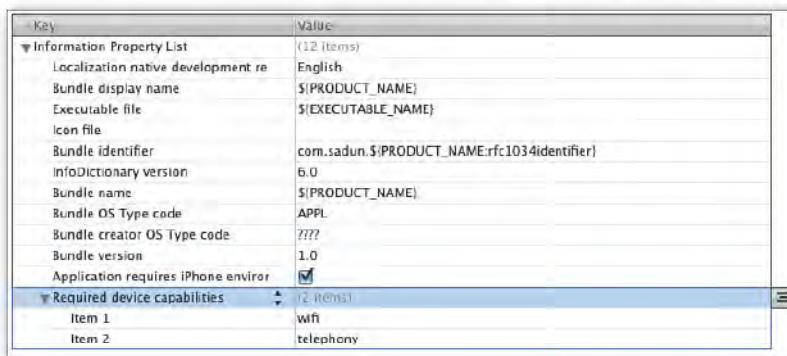 Key Value
Information Property List (12 items)
Localization native development re English
Bundle display name ${PRODUCT_NAME}
Executable file ${EXECUTABLE_NAME}
Icon file
Bundle identifier com.sadun.${PRODUCT_NAME:rfc1034identifier}
InfoDictionary version 6.0
Bundle name ${PRODUCT_NAME}
Bundle OS Type code APPL
Bundle creator OS Type code ????
Bundle version 1.0
Application requires iPhone enviror
Required device capabilities (2 items)
Item 1 wifi
Item 2 telephony